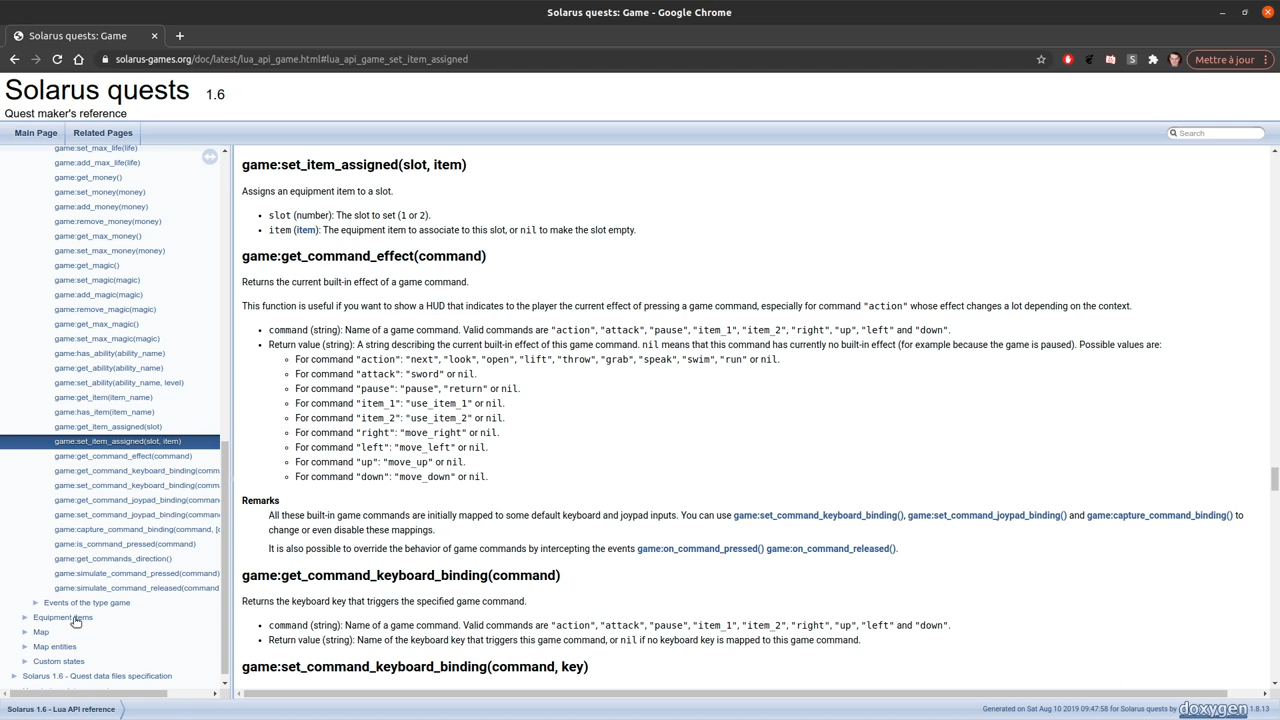 Solarus quests: Game - Google Chrome
Solarus quests: Game
solarus-games.org/doc/latest/lua_api_game.html#lua_api_game_set_item_assigned
Mettre à jour
Solarus quests 1.6
Quest maker's reference
Main Page
Related Pages
Search
game:set_max_life(life)
game:add_max_life(life)
game:get_money()
game:set_money(money)
game:add_money(money)
game:remove_money(money)
game:get_max_money()
game:set_max_money(money)
game:get_magic()
game:set_magic(magic)
game:add_magic(magic)
game:remove_magic(magic)
game:get_max_magic()
game:set_max_magic(magic)
game:has_ability(ability_name)
game:get_ability(ability_name)
game:set_ability(ability_name, level)
game:get_item(item_name)
game:has_item(item_name)
game:get_item_assigned(slot)
game:set_item_assigned(slot, item)
game:get_command_effect(command)
game:get_command_keyboard_binding(comm
game:set_command_keyboard_binding(comm
game:get_command_joypad_binding(comman
game:set_command_joypad_binding(comman
game:capture_command_binding(command, [c
game:is_command_pressed(command)
game:get_commands_direction()
game:simulate_command_pressed(command)
game:simulate_command_released(command
Events of the type game
Equipment items
Map
Map entities
Custom states
Solarus 1.6 - Quest data files specification
game:set_item_assigned(slot, item)
Assigns an equipment item to a slot.
slot (number): The slot to set (1 or 2).
item (item): The equipment item to associate to this slot, or nil to make the slot empty.
game:get_command_effect(command)
Returns the current built-in effect of a game command.
This function is useful if you want to show a HUD that indicates to the player the current effect of pressing a game command, especially for command "action" whose effect changes a lot depending on the context.
command (string): Name of a game command. Valid commands are "action", "attack", "pause", "item_1", "item_2", "right", "up", "left" and "down".
Return value (string): A string describing the current built-in effect of this game command. nil means that this command has currently no built-in effect (for example because the game is paused). Possible values are:
For command "action": "next", "look", "open", "lift", "throw", "grab", "speak", "swim", "run" or nil.
For command "attack": "sword" or nil.
For command "pause": "pause", "return" or nil.
For command "item_1": "use_item_1" or nil.
For command "item_2": "use_item_2" or nil.
For command "right": "move_right" or nil.
For command "left": "move_left" or nil.
For command "up": "move_up" or nil.
For command "down": "move_down" or nil.
Remarks
All these built-in game commands are initially mapped to some default keyboard and joypad inputs. You can use game:set_command_keyboard_binding(), game:set_command_joypad_binding() and game:capture_command_binding() to
change or even disable these mappings.
It is also possible to override the behavior of game commands by intercepting the events game:on_command_pressed() game:on_command_released().
game:get_command_keyboard_binding(command)
Returns the keyboard key that triggers the specified game command.
command (string): Name of a game command. Valid commands are "action", "attack", "pause", "item_1", "item_2", "right", "up", "left" and "down".
Return value (string): Name of the keyboard key that triggers this game command, or nil if no keyboard key is mapped to this game command.
game:set_command_keyboard_binding(command, key)
Solarus 1.6 - Lua API reference
Generated on Sat Aug 10 2019 09:47:58 for Solarus quests by doxygen 1.8.13